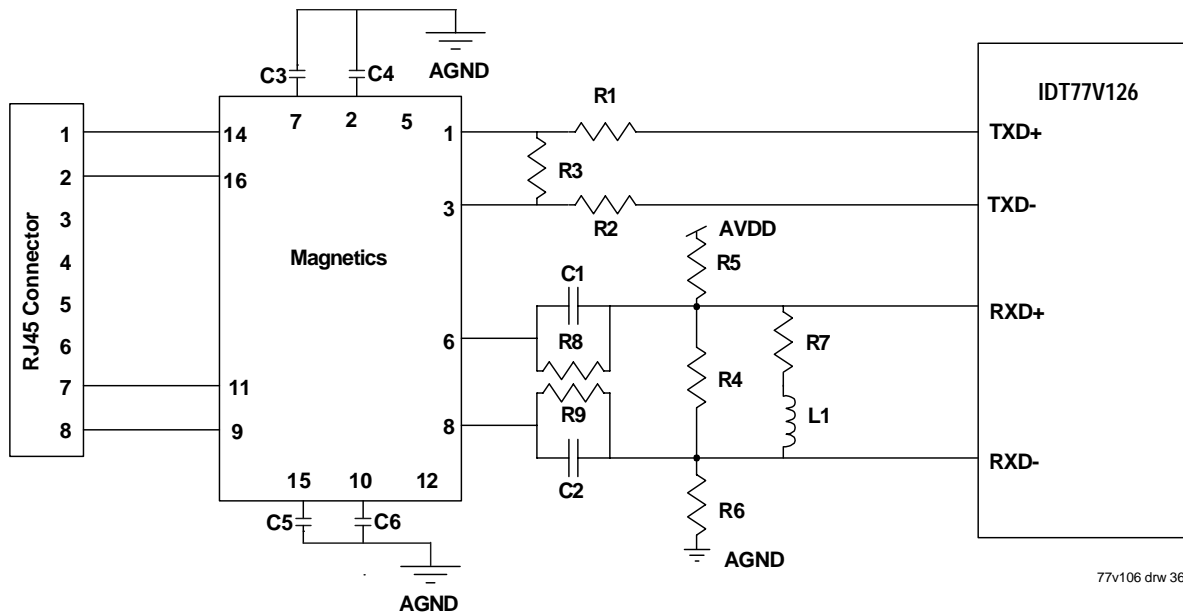 C3
C4
AGND
7
2
5
RJ45 Connector
1
2
3
4
5
6
7
8
14
16
11
9
Magnetics
1
3
6
8
15
10
12
C5
C6
AGND
R1
R3
R2
AVDD
R5
C1
R8
R9
C2
R4
R7
L1
R6
AGND
IDT77V126
TXD+
TXD-
RXD+
RXD-
77v106 drw 36